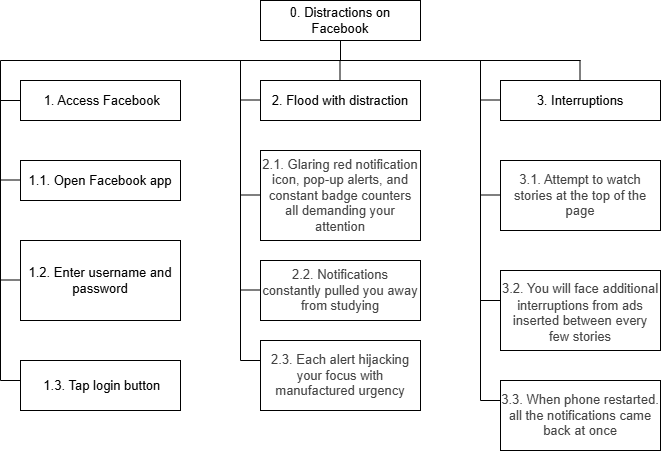 0. Distractions on
Facebook
1. Access Facebook
2. Flood with distraction
3. Interruptions
1.1. Open Facebook app
2.1. Glaring red notification
icon, pop-up alerts, and
constant badge counters
all demanding your
attention
3.1. Attempt to watch
stories at the top of the
page
1.2. Enter username and
password
2.2. Notifications
constantly pulled you away
from studying
3.2. You will face additional
interruptions from ads
inserted between every
few stories
1.3. Tap login button
2.3. Each alert hijacking
your focus with
manufactured urgency
3.3. When phone restarted.
all the notifications came
back at once